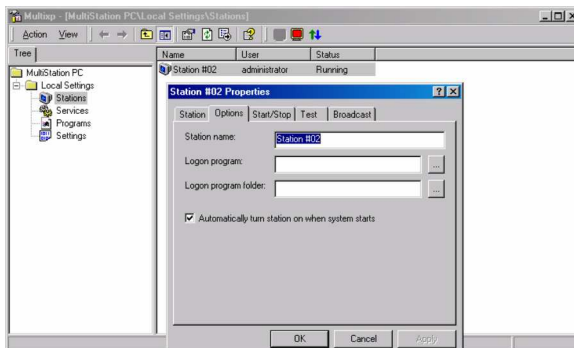 Multixp - [MultiStation PC\Local Settings\Stations]
Action View
Tree
Name User Status
MultiStation PC
Local Settings
Stations
Services
Programs
Settings
Station #02 administrator Running
Station #02 Properties
Station Options Start/Stop Test Broadcast
Station name: Station #02
Logon program:
...
Logon program folder:
...
Automatically turn station on when system starts
OK Cancel Apply